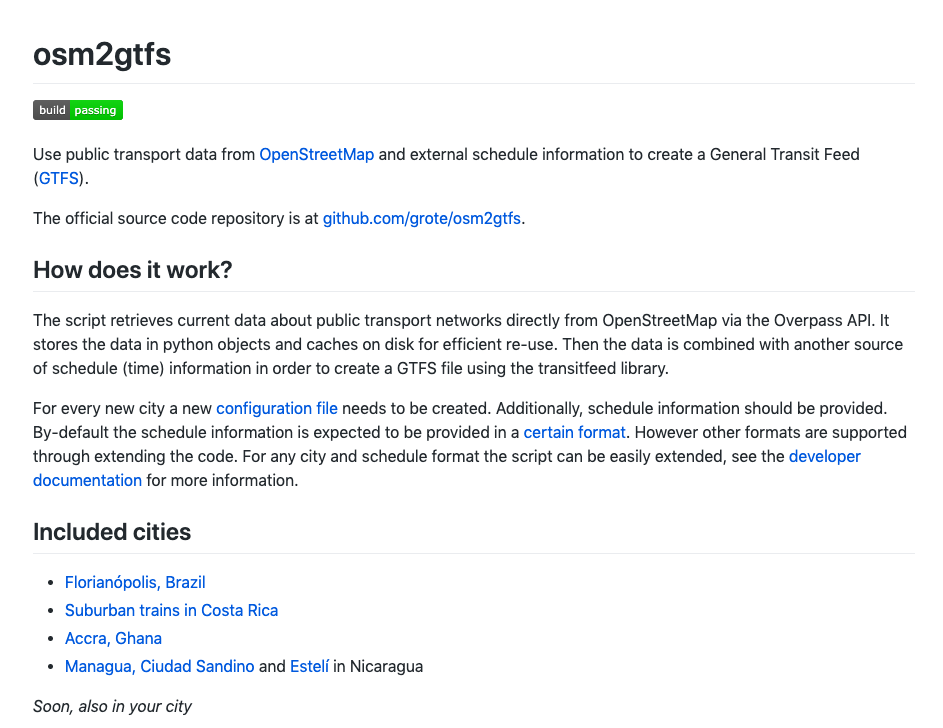 osm2gtfs
build passing
Use public transport data from OpenStreetMap and external schedule information to create a General Transit Feed
(GTFS).
The official source code repository is at github.com/grote/osm2gtfs.
How does it work?
The script retrieves current data about public transport networks directly from OpenStreetMap via the Overpass API. It
stores the data in python objects and caches on disk for efficient re-use. Then the data is combined with another source
of schedule (time) information in order to create a GTFS file using the transitfeed library.
For every new city a new configuration file needs to be created. Additionally, schedule information should be provided.
By-default the schedule information is expected to be provided in a certain format. However other formats are supported
through extending the code. For any city and schedule format the script can be easily extended, see the developer
documentation for more information.
Included cities
• Florianópolis, Brazil
• Suburban trains in Costa Rica
• Accra, Ghana
• Managua, Ciudad Sandino and Estelí in Nicaragua
Soon, also in your city